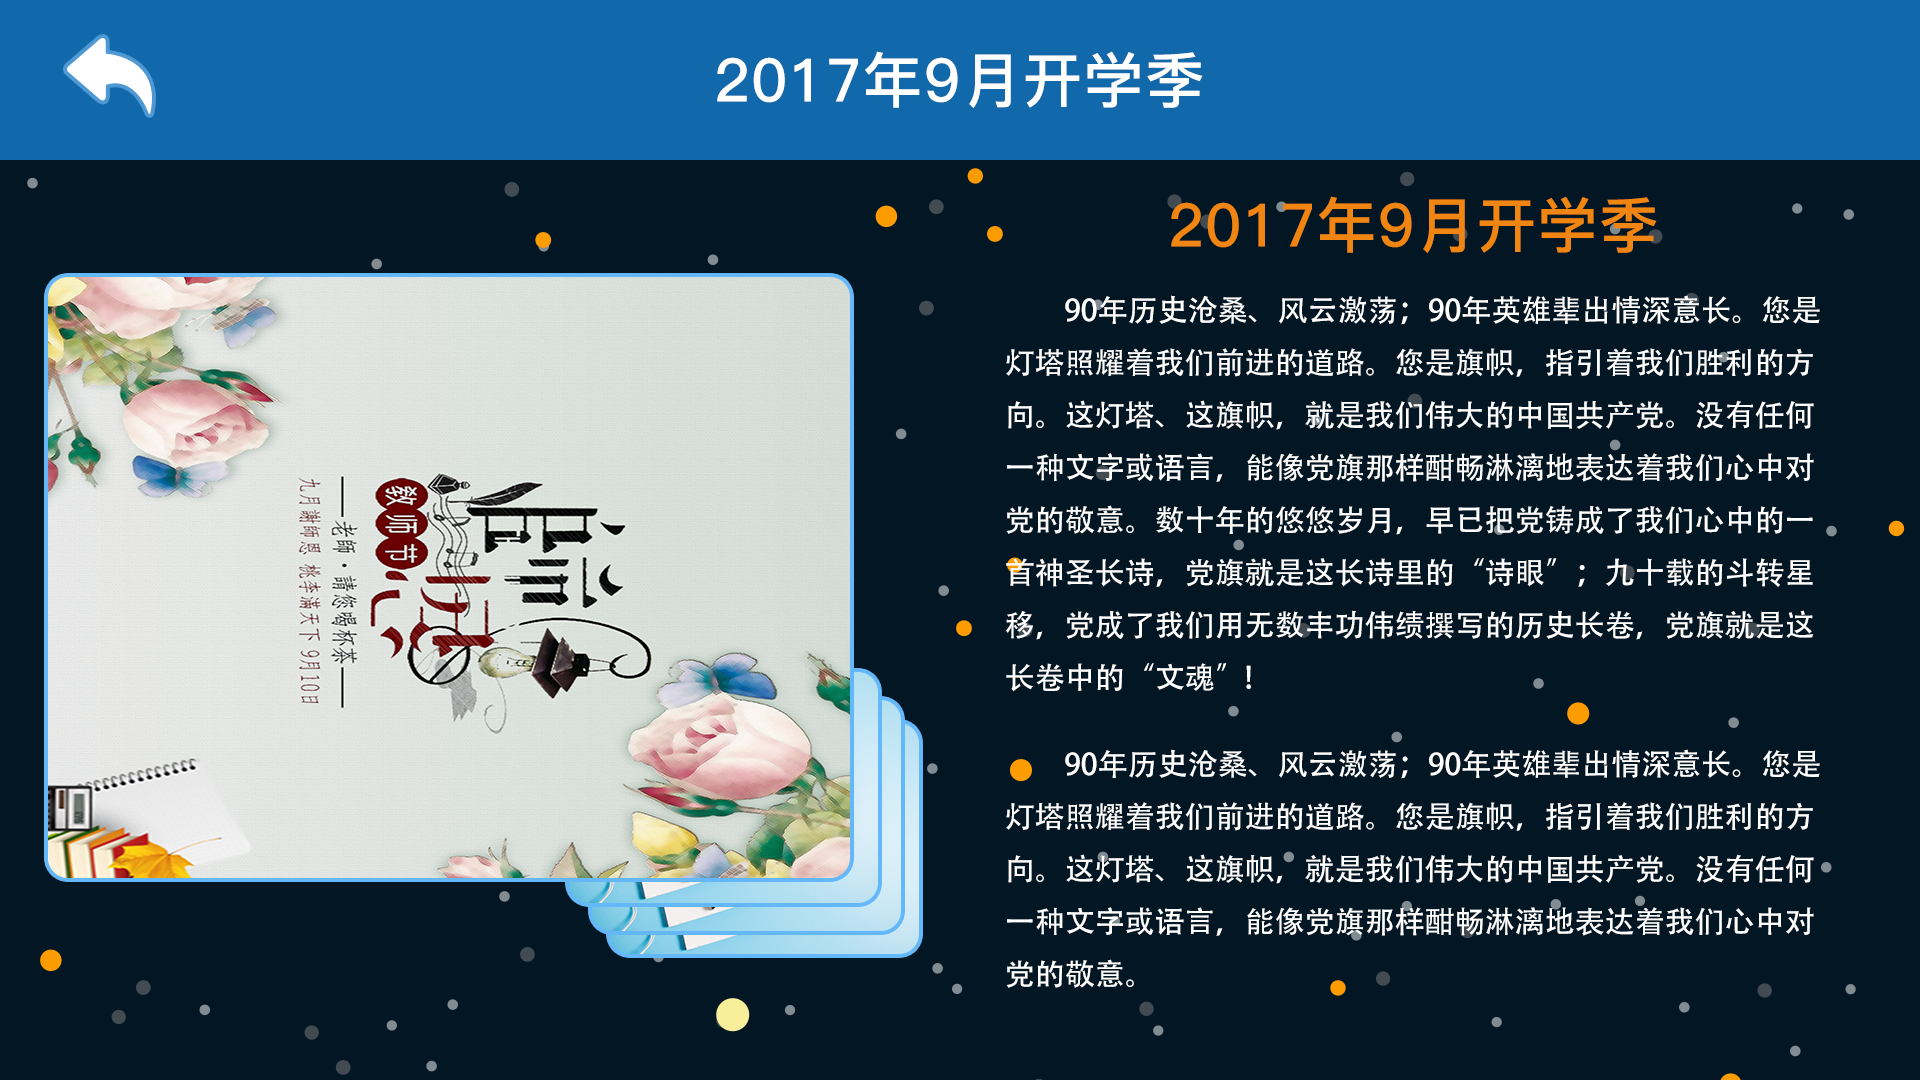 2017年9月开学季
2017年9月开学季
90年历史沧桑、风云激荡；90年英雄辈出情深意长。您是
灯塔照耀着我们前进的道路。您是旗帜，指引着我们胜利的方
向。这灯塔、这旗帜，就是我们伟大的中国共产党。没有任何
一种文字或语言，能像党旗那样酣畅淋漓地表达着我们心中对
党的敬意。数十年的悠悠岁月，早已把党铸成了我们心中的一
首神圣长诗，党旗就是这长诗里的“诗眼”；九十载的斗转星
移，党成了我们用无数丰功伟绩撰写的历史长卷，党旗就是这
长卷中的“文魂”！
90年历史沧桑、风云激荡；90年英雄辈出情深意长。您是
灯塔照耀着我们前进的道路。您是旗帜，指引着我们胜利的方
向。这灯塔、这旗帜，就是我们伟大的中国共产党。没有任何
一种文字或语言，能像党旗那样酣畅淋漓地表达着我们心中对
党的敬意。
师恩
教师节
老師·請您喝杯茶
九月謝師恩 桃李滿天下 9月10日